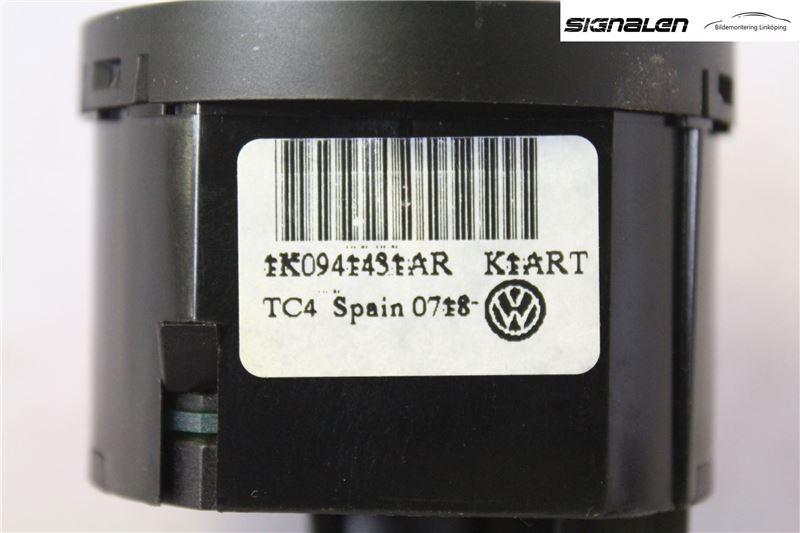 SIGNALEN
Bildemontering Linköping
1K0941431AR K1ART
TC4 Spain 0718-